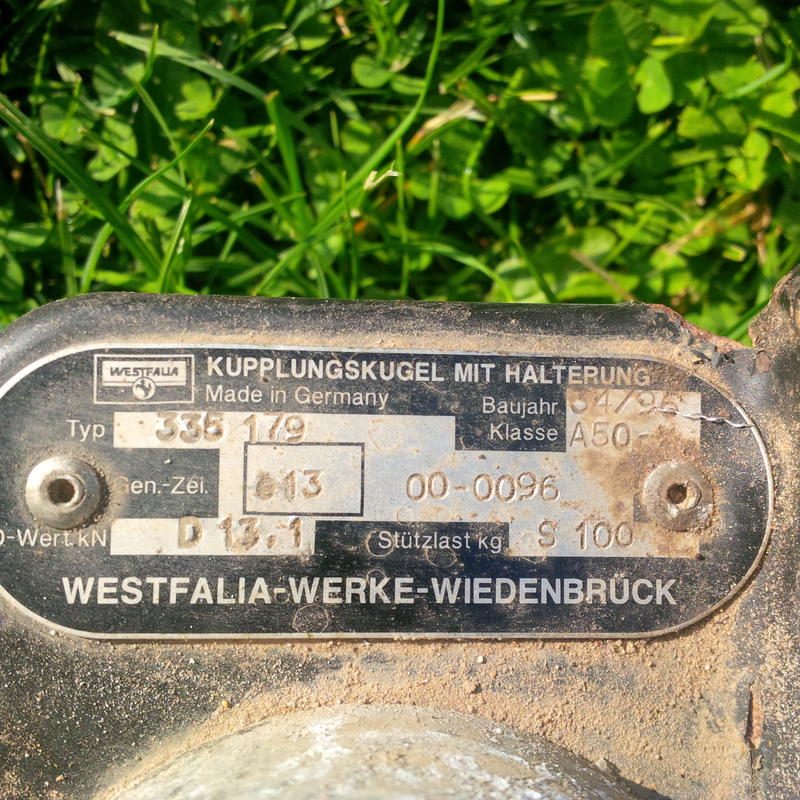 WESTFALIA
KUPPLUNGSKUGEL MIT HALTERUNG
Made in Germany
Baujahr
Typ 335 179
Klasse A50-
Gen.-Zei. e13 00-0096
D-Wert kN D 13.1 Stützlast kg S 100
WESTFALIA-WERKE-WIEDENBRÜCK